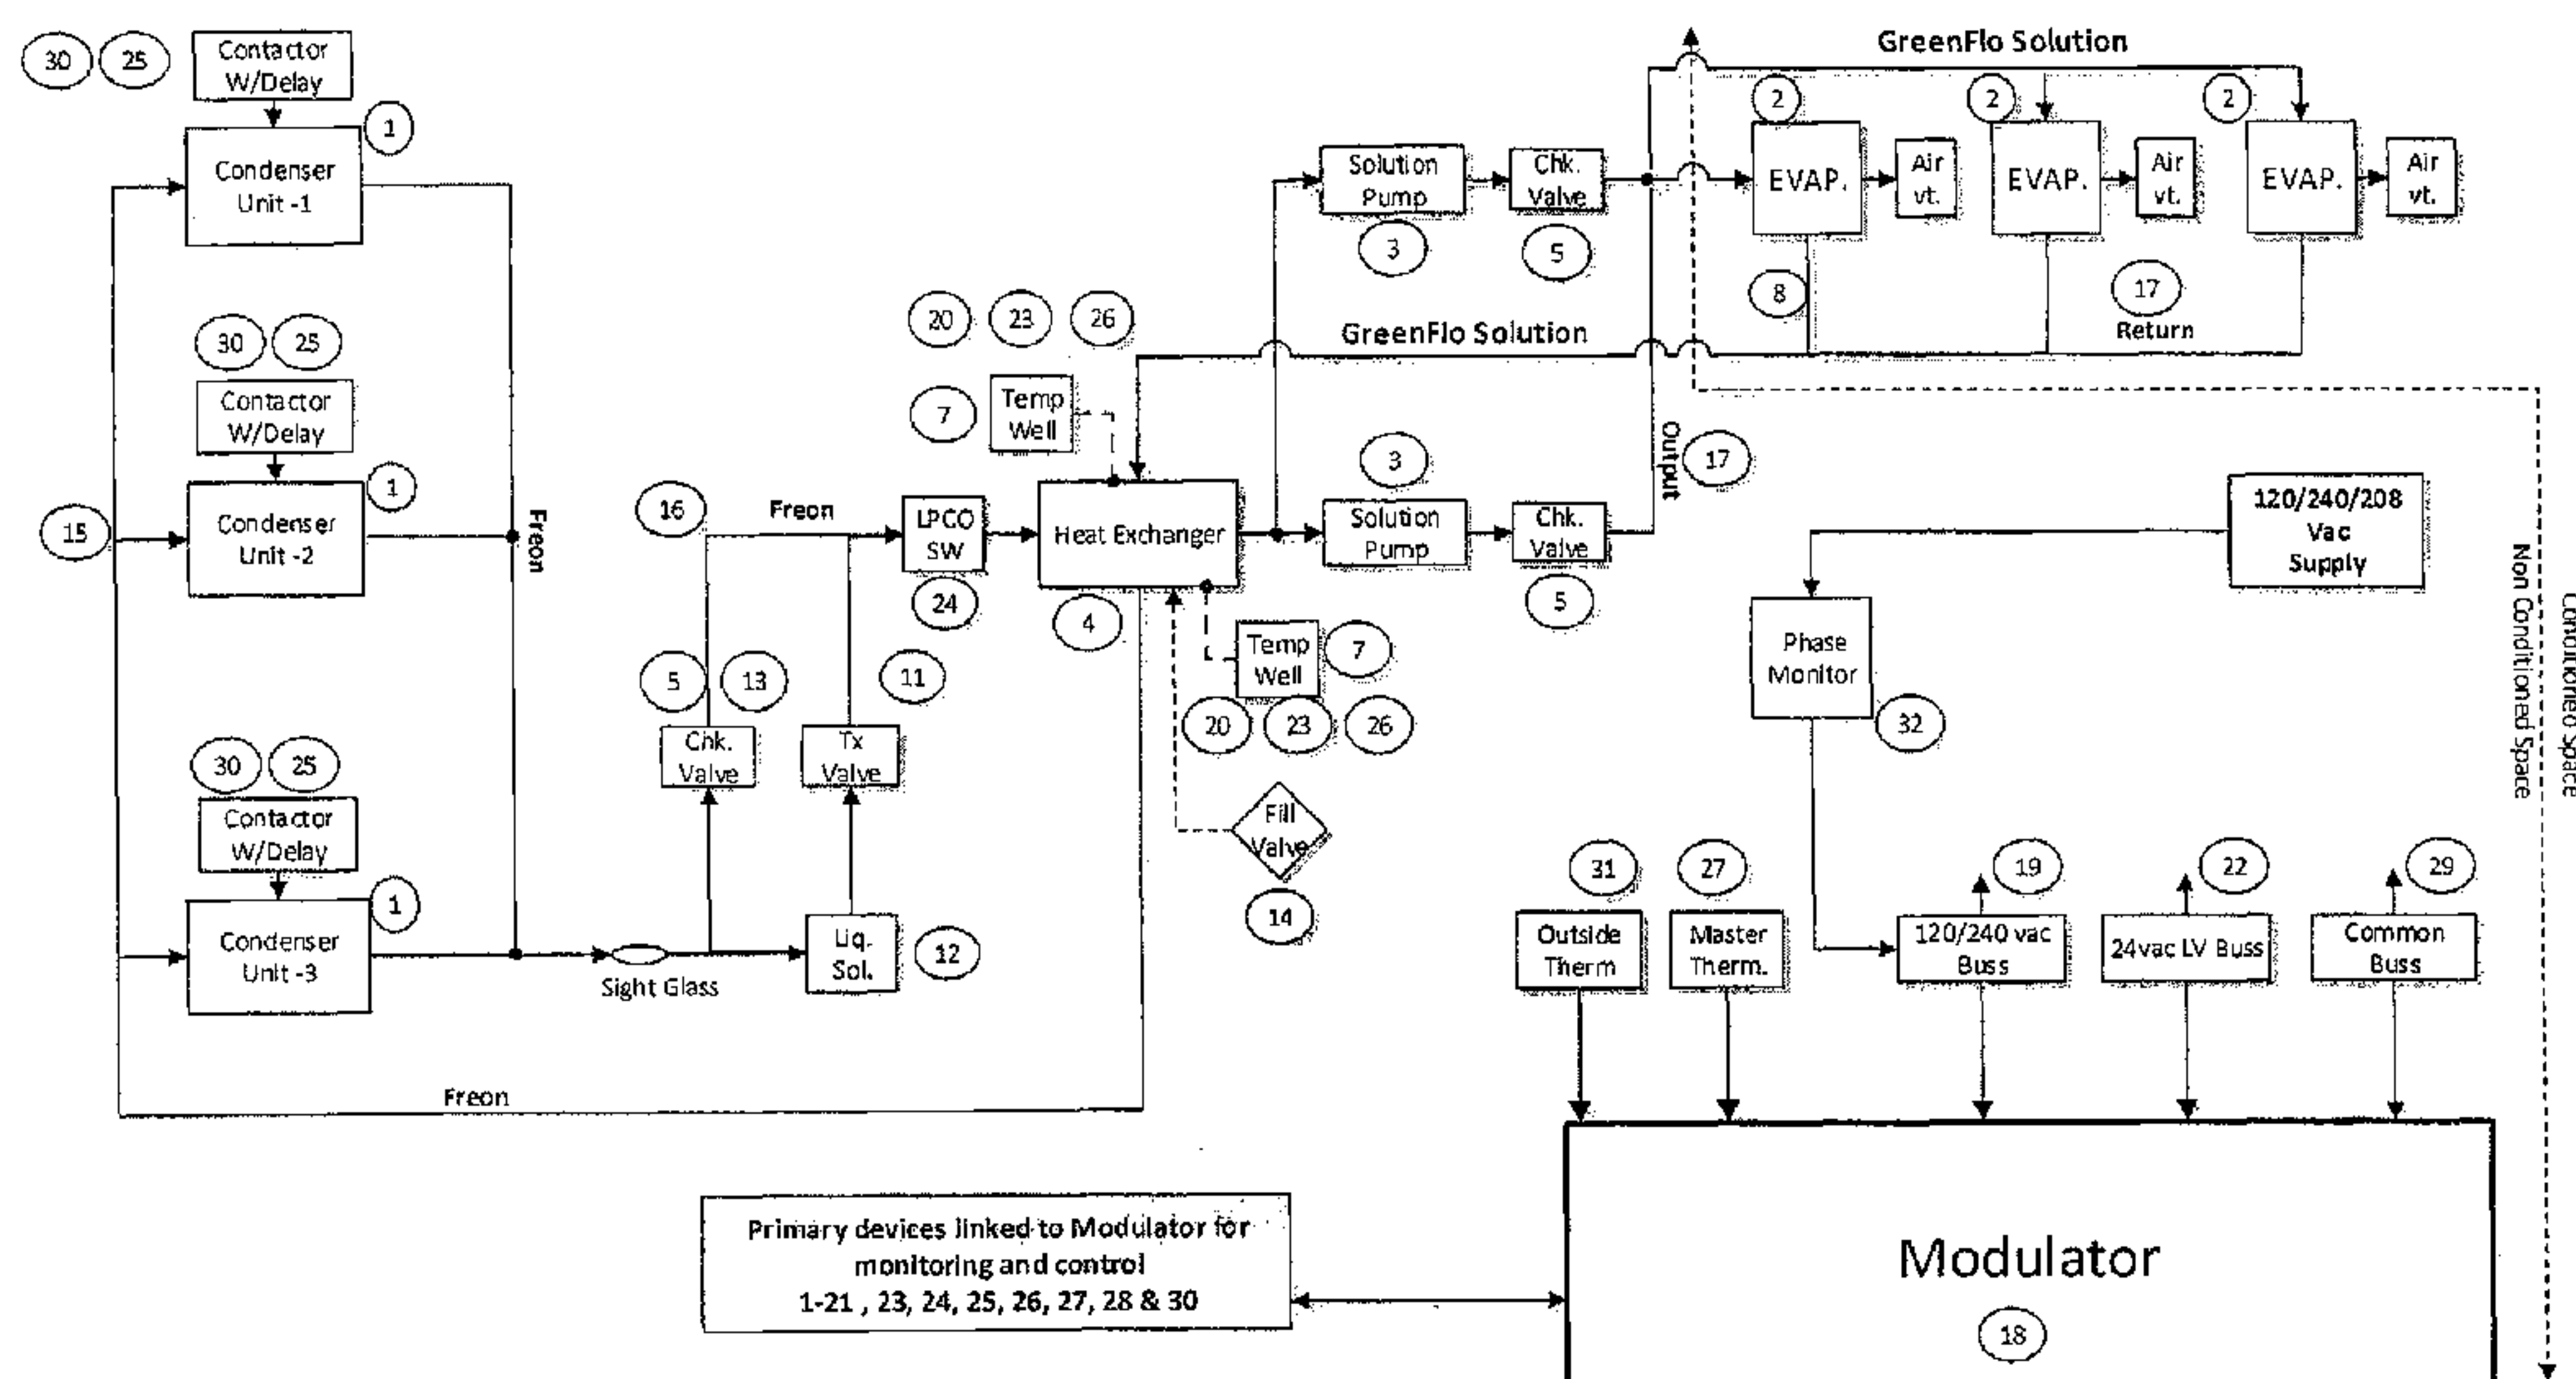 30
25
Contactor
W/Delay
1
Condenser
Unit -1
30
25
Contactor
W/Delay
1
Condenser
Unit -2
15
Freon
30
25
Contactor
W/Delay
1
Condenser
Unit -3
Sight Glass
Freon
16
Freon
LPCO
SW
24
5
13
11
Chk.
Valve
Tx
Valve
Liq.
Sol.
12
20
23
26
7
Temp
Well
Heat Exchanger
4
Temp
Well
7
20
23
26
Fill
Valve
14
Solution
Pump
3
Chk.
Valve
5
GreenFlo Solution
3
Solution
Pump
Chk.
Valve
5
Output
17
GreenFlo Solution
2
EVAP.
Air
vt.
2
EVAP.
Air
vt.
2
EVAP.
Air
vt.
8
17
Return
120/240/208
Vac
Supply
Phase
Monitor
32
Non Conditioned Space
Conditioned Space
31
Outside
Therm
27
Master
Therm.
19
120/240 vac
Buss
22
24vac LV Buss
29
Common
Buss
Primary devices linked to Modulator for
monitoring and control
1-21 , 23, 24, 25, 26, 27, 28 & 30
Modulator
18